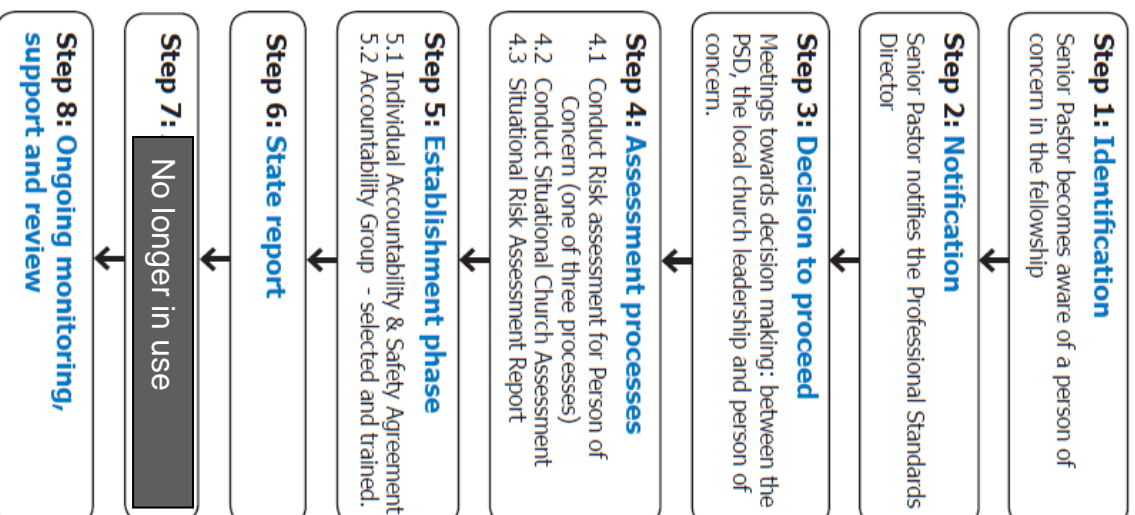 Step 1: Identification
Senior Pastor becomes aware of a person of
concern in the fellowship
Step 2: Notification
Senior Pastor notifies the Professional Standards
Director
Step 3: Decision to proceed
Meetings towards decision making: between the
PSD, the local church leadership and person of
concern.
Step 4: Assessment processes
4.1 Conduct Risk assessment for Person of
Concern (one of three processes)
4.2 Conduct Situational Church Assessment
4.3 Situational Risk Assessment Report
Step 5: Establishment phase
5.1 Individual Accountability & Safety Agreement
5.2 Accountability Group - selected and trained.
Step 6: State report
Step 7:
No longer in use
Step 8: Ongoing monitoring,
support and review